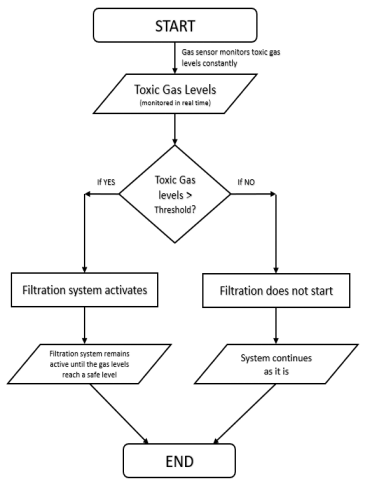 START
Gas sensor monitors toxic gas
levels constantly
Toxic Gas Levels
(monitored in real time)
Toxic Gas
levels >
Threshold?
If YES
If NO
Filtration system activates
Filtration does not start
Filtration system remains
active until the gas levels
reach a safe level
System continues
as it is
END